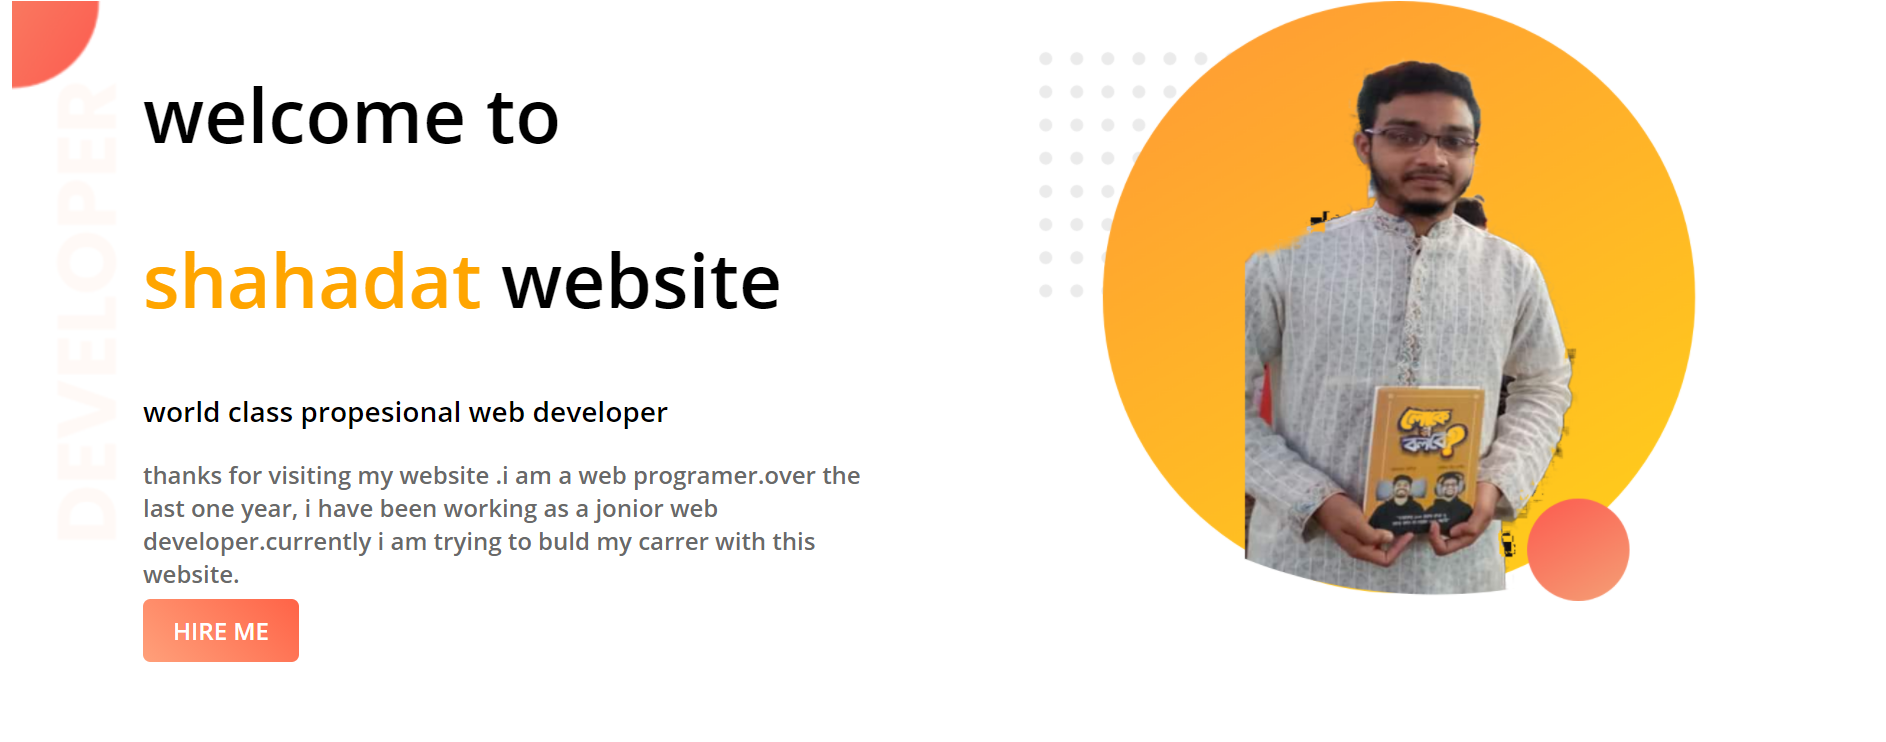 DEVELOPER
welcome to
shahadat website
world class propesional web developer
thanks for visiting my website .i am a web programer.over the
last one year, i have been working as a jonior web
developer.currently i am trying to buld my carrer with this
website.
HIRE ME
লোকে
কি
বলবে?